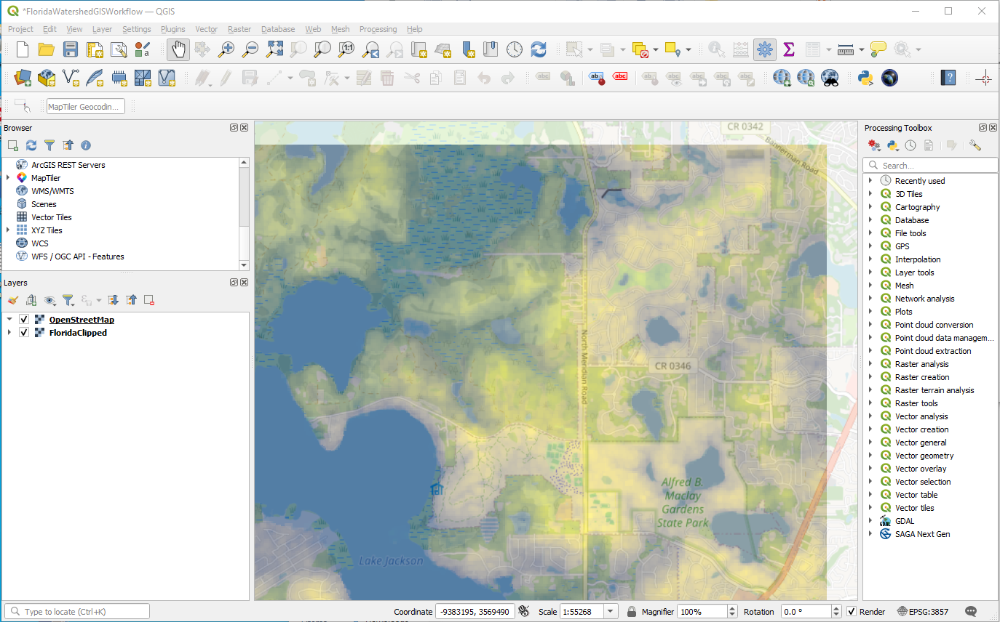 *FloridaWatershedGISWorkflow — QGIS
Project Edit View Layer Settings Plugins Vector Raster Database Web Mesh Processing Help
MapTiler Geocodin...
Browser
ArcGIS REST Servers
MapTiler
WMS/WMTS
Scenes
Vector Tiles
XYZ Tiles
WCS
WFS / OGC API - Features
Layers
OpenStreetMap
FloridaClipped
CR 0342
Bannerman Road
North Meridian Road
CR 0346
Alfred B.
Maclay
Gardens
State Park
Lake Jackson
Processing Toolbox
Search...
Recently used
3D Tiles
Cartography
Database
File tools
GPS
Interpolation
Layer tools
Mesh
Network analysis
Plots
Point cloud conversion
Point cloud data managem...
Point cloud extraction
Raster analysis
Raster creation
Raster terrain analysis
Raster tools
Vector analysis
Vector creation
Vector general
Vector geometry
Vector overlay
Vector selection
Vector table
Vector tiles
GDAL
SAGA Next Gen
Type to locate (Ctrl+K) Coordinate -9383195, 3569490 Scale 1:55268 Magnifier 100% Rotation 0.0 ° Render EPSG:3857